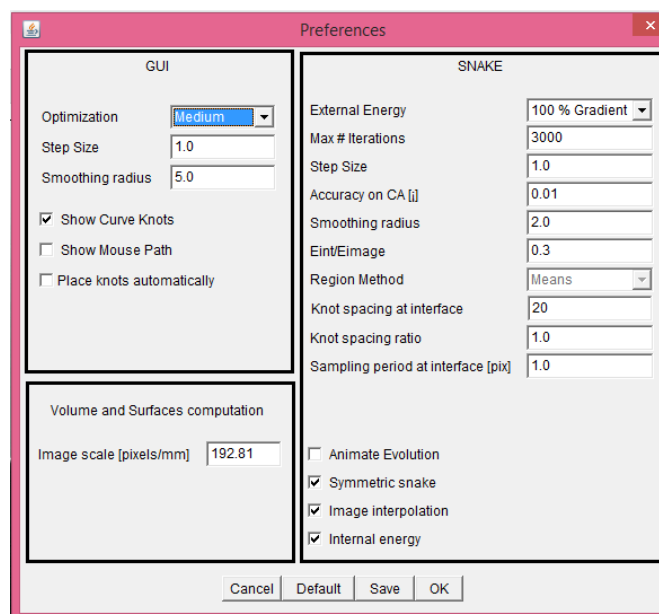 Preferences
GUI
Optimization Medium
Step Size 1.0
Smoothing radius 5.0
Show Curve Knots
Show Mouse Path
Place knots automatically
Volume and Surfaces computation
Image scale [pixels/mm] 192.81
SNAKE
External Energy 100 % Gradient
Max # Iterations 3000
Step Size 1.0
Accuracy on CA [¡] 0.01
Smoothing radius 2.0
Eint/Eimage 0.3
Region Method Means
Knot spacing at interface 20
Knot spacing ratio 1.0
Sampling period at interface [pix] 1.0
Animate Evolution
Symmetric snake
Image interpolation
Internal energy
Cancel Default Save OK